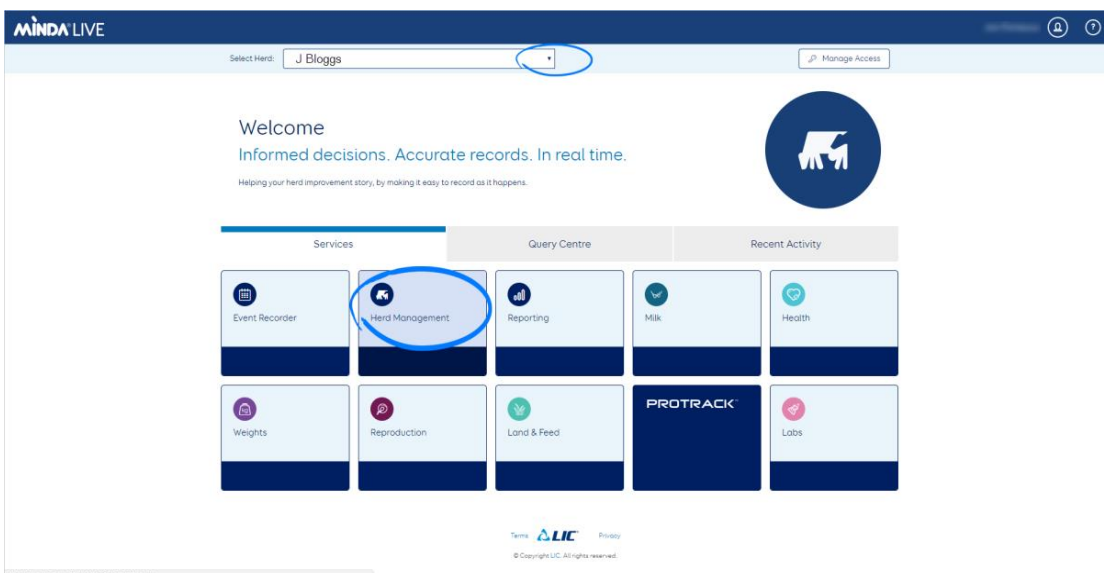 MINDA LIVE
Select Herd: J Bloggs
Manage Access
Welcome
Informed decisions. Accurate records. In real time.
Helping your herd improvement story, by making it easy to record as it happens.
Services Query Centre Recent Activity
Event Recorder Herd Management Reporting Milk Health
PROTRACK™
Weights Reproduction Land & Feed Labs
Terms LIC Privacy
© Copyright LIC. All rights reserved.